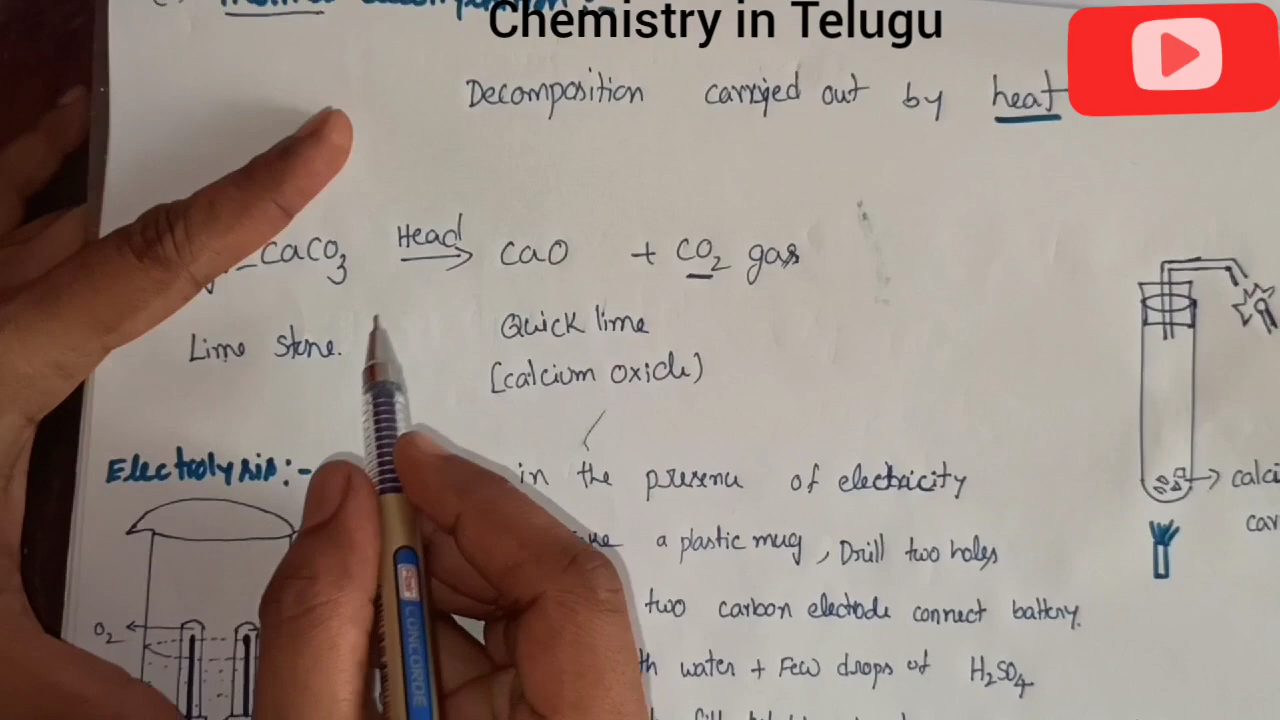 Chemistry in Telugu
Decomposition carryied out by heat
CaCO3 Head CaO + CO2 gas
Lime Stone. Quick lime
(calcium oxide)
Electrolysis:- in the presence of electricity
a plastic mug, Drill two holes
two carbon electrode connect battery.
O2
water + Few drops of H2SO4